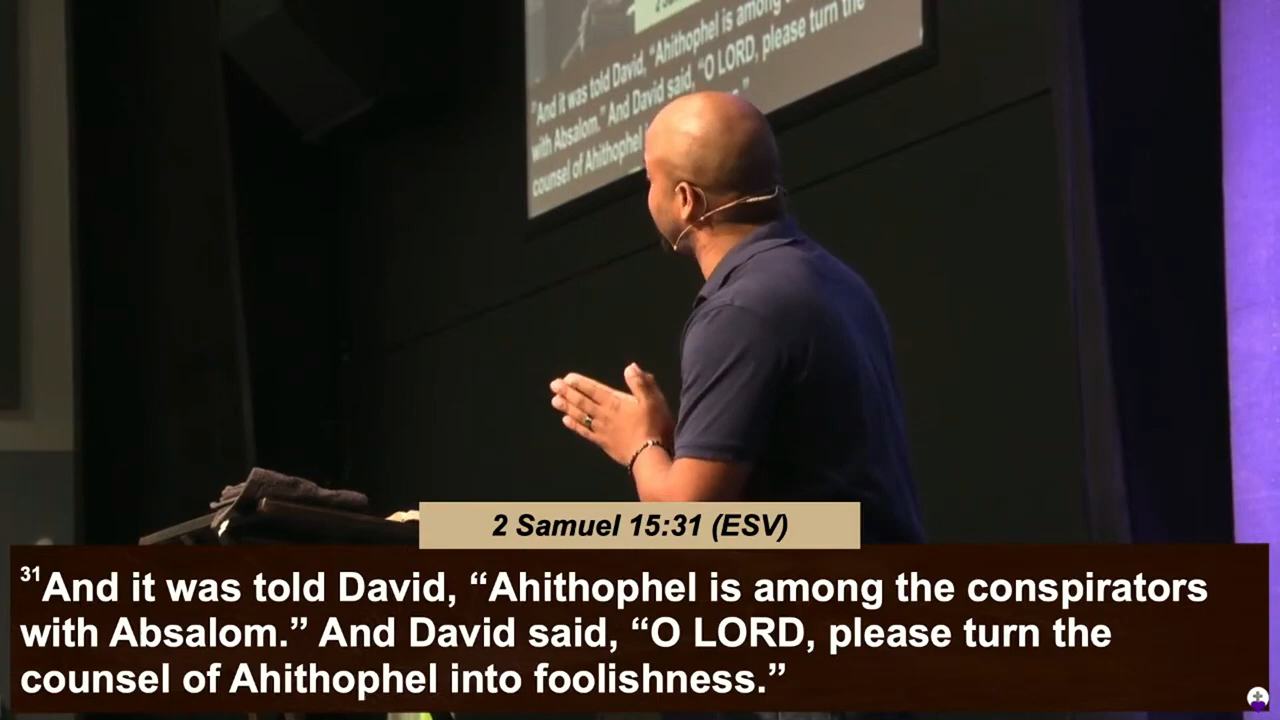 turn the
"Ahithophel is among
31And it was told David, "O LORD, please
with Absalom." And David said,
counsel of Ahithophel
2 Samuel 15:31 (ESV)
31And it was told David, “Ahithophel is among the conspirators
with Absalom.” And David said, “O LORD, please turn the
counsel of Ahithophel into foolishness.”